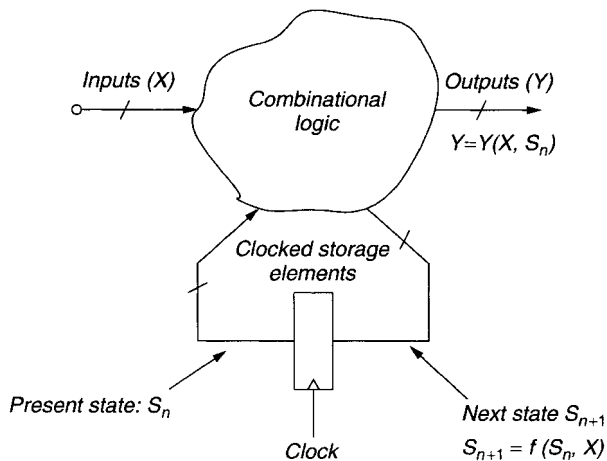 Inputs (X)
Combinational
logic
Outputs (Y)
Y=Y(X, Sn)
Clocked storage
elements
Present state: Sn
Clock
Next state Sn+1
Sn+1 = f (Sn, X)